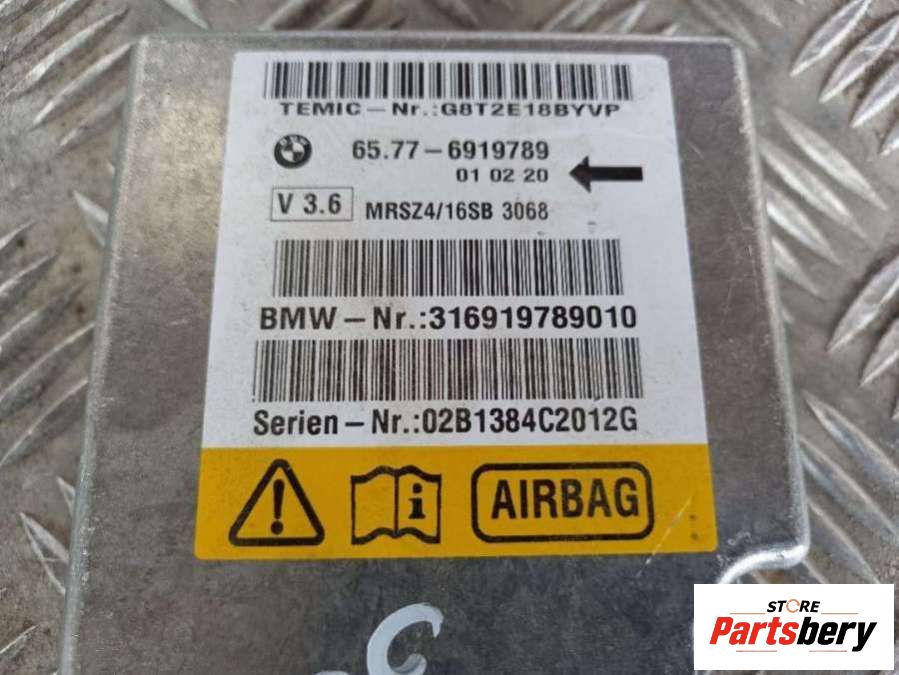 TEMIC-Nr.:G8T2E18BYVP
65.77-6919789
01 02 20
V 3.6 MRSZ4/16SB 3068
BMW-Nr.:316919789010
Serien-Nr.:02B1384C2012G
AIRBAG
C
STORE
Partsbery